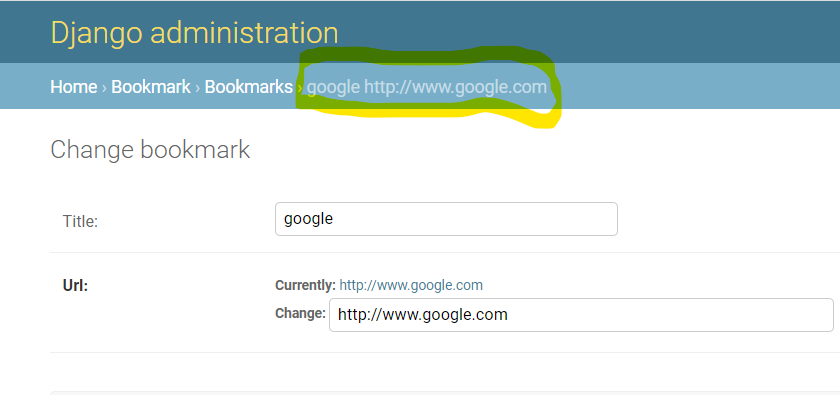 Django administration
Home › Bookmark › Bookmarks › google http://www.google.com
Change bookmark
Title: google
Url: Currently: http://www.google.com
Change: http://www.google.com